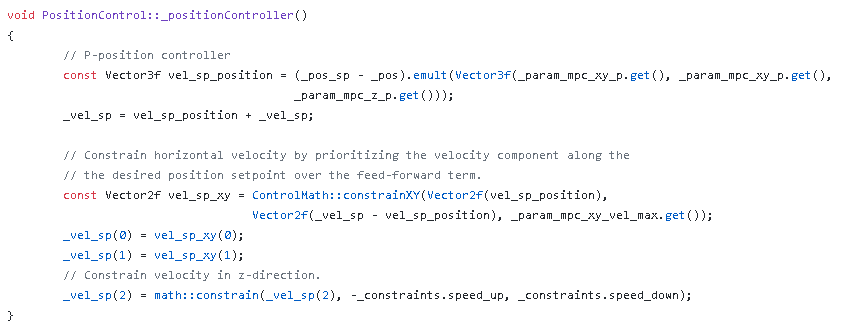 void PositionControl::_positionController()
{
        // P-position controller
        const Vector3f vel_sp_position = (_pos_sp - _pos).emult(Vector3f(_param_mpc_xy_p.get(), _param_mpc_xy_p.get(),
                                         _param_mpc_z_p.get()));
        _vel_sp = vel_sp_position + _vel_sp;

        // Constrain horizontal velocity by prioritizing the velocity component along the
        // the desired position setpoint over the feed-forward term.
        const Vector2f vel_sp_xy = ControlMath::constrainXY(Vector2f(vel_sp_position),
                                   Vector2f(_vel_sp - vel_sp_position), _param_mpc_xy_vel_max.get());
        _vel_sp(0) = vel_sp_xy(0);
        _vel_sp(1) = vel_sp_xy(1);
        // Constrain velocity in z-direction.
        _vel_sp(2) = math::constrain(_vel_sp(2), -_constraints.speed_up, _constraints.speed_down);
}